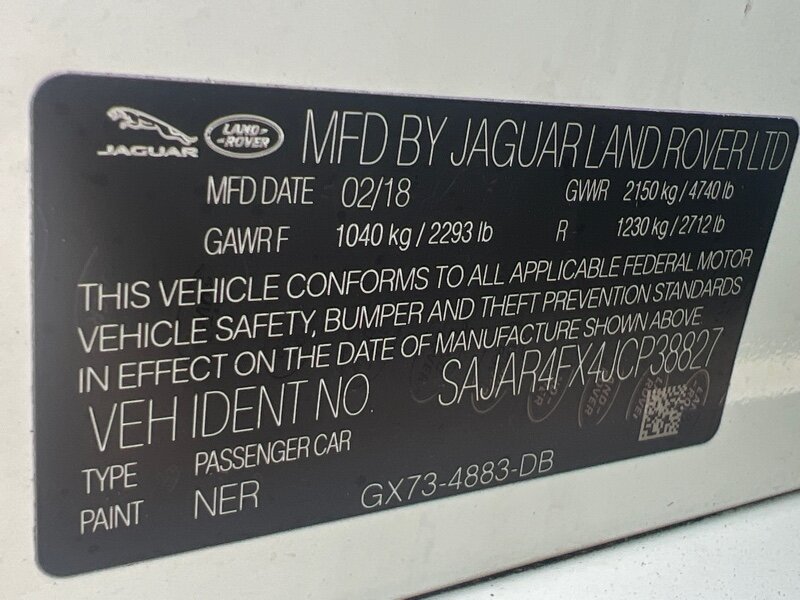 JAGUAR LAND ROVER MFD BY JAGUAR LAND ROVER LTD
MFD DATE 02/18 GVWR 2150 kg / 4740 lb
GAWR F 1040 kg / 2293 lb R 1230 kg / 2712 lb
THIS VEHICLE CONFORMS TO ALL APPLICABLE FEDERAL MOTOR
VEHICLE SAFETY, BUMPER AND THEFT PREVENTION STANDARDS
IN EFFECT ON THE DATE OF MANUFACTURE SHOWN ABOVE
VEH IDENT NO. SAJAR4FX4JCP38827
TYPE PASSENGER CAR
PAINT NER GX73-4883-DB